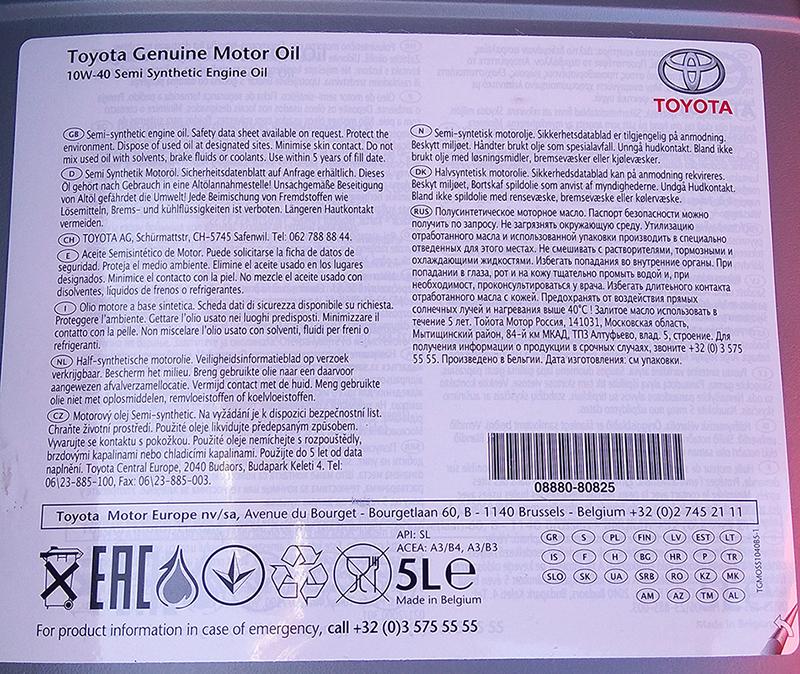 Toyota Genuine Motor Oil
10W-40 Semi Synthetic Engine Oil
TOYOTA
GB Semi-synthetic engine oil. Safety data sheet available on request. Protect the
environment. Dispose of used oil at designated sites. Minimise skin contact. Do not
mix used oil with solvents, brake fluids or coolants. Use within 5 years of fill date.
D Semi Synthetik Motoröl. Sicherheitsdatenblatt auf Anfrage erhältlich. Dieses
Öl gehört nach Gebrauch in eine Altölannahmestelle! Unsachgemäße Beseitigung
von Altöl gefährdet die Umwelt! Jede Beimischung von Fremdstoffen wie
Lösemitteln, Brems- und kühlflüssigkeiten ist verboten. Längeren Hautkontakt
vermeiden.
CH TOYOTA AG, Schürmattstr, CH-5745 Safenwil. Tel: 062 788 88 44.
E Aceite Semisintético de Motor. Puede solicitarse la ficha de datos de
seguridad. Proteja el medio ambiente. Elimine el aceite usado en los lugares
designados. Minimice el contacto con la piel. No mezcle el aceite usado con
disolventes, líquidos de frenos o refrigerantes.
I Olio motore a base sintetica. Scheda dati di sicurezza disponibile su richiesta.
Proteggere l'ambiente. Gettare l'olio usato nei luoghi predisposti. Minimizzare il
contatto con la pelle. Non miscelare l'olio usato con solventi, fluidi per freni o
refrigeranti.
NL Half-synthetische motorolie. Veiligheidsinformatieblad op verzoek
verkrijgbaar. Bescherm het milieu. Breng gebruikte olie naar een daarvoor
aangewezen afvalverzamellocatie. Vermijd contact met de huid. Meng gebruikte
olie niet met oplosmiddelen, remvloeistoffen of koelvloeistoffen.
CZ Motorový olej Semi-synthetic. Na vyžádání je k dispozici bezpečnostní list.
Chraňte životní prostředí. Použité oleje likvidujte předepsaným způsobem.
Vyvarujte se kontaktu s pokožkou. Použité oleje nemíchejte s rozpouštědly,
brzdovými kapalinami nebo chladicími kapalinami. Použijte do 5 let od data
naplnění. Toyota Central Europe, 2040 Budaors, Budapark Keleti 4. Tel:
06\23-885-100, Fax: 06\23-885-003.
N Semi-syntetisk motorolje. Sikkerhetsdatablad er tilgjengelig på anmodning.
Beskytt miljøet. Håndter brukt olje som spesialavfall. Unngå hudkontakt. Bland ikke
brukt olje med løsningsmidler, bremsevæsker eller kjølevæsker.
DK Halvsyntetisk motorolie. Sikkerhedsdatablad kan på anmodning rekvireres.
Beskyt miljøet, Bortskaf spildolie som anvist af myndighederne. Undgå Hudkontakt.
Bland ikke spildolie med rensevæske, bremsevæske eller kølervæske.
RUS Полусинтетическое моторное масло. Паспорт безопасности можно
получить по запросу. Не загрязнять окружающую среду. Утилизацию
отработанного масла и использованной упаковки производить в специально
отведенных для этого местах. Не смешивать с растворителями, тормозными и
охлаждающими жидкостями. Избегать попадания во внутренние органы. При
попадании в глаза, рот и на кожу тщательно промыть водой и, при
необходимости, проконсультироваться у врача. Избегать длительного контакта
отработанного масла с кожей. Предохранять от воздействия прямых
солнечных лучей и нагревания выше 40°C ! Залитое масло использовать в
течение 5 лет. Тойота Мотор Россия, 141031, Московская область,
Мытищинский район, 84-й км МКАД, ТПЗ Алтуфьево, влад. 5, строение. Для
получения информации о продукции в срочных случаях, звоните +32 (0) 3 575
55 55. Произведено в Бельгии. Дата изготовления: см упаковки.
08880-80825
Toyota Motor Europe nv/sa, Avenue du Bourget - Bourgetlaan 60, B - 1140 Brussels - Belgium +32 (0)2 745 21 11
EAC
API: SL
ACEA: A3/B4, A3/B3
5L e
Made in Belgium
GR S PL FIN LV EST LT
IS F H BG HR P TR
SLO SK UA SRB RO KZ MK
AM AZ TM AL
TGMOSS1040B5-1
For product information in case of emergency, call +32 (0)3 575 55 55